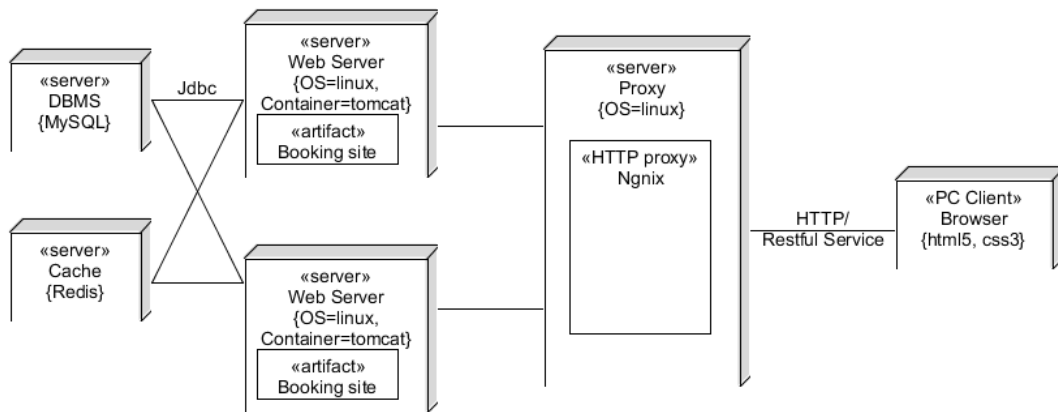 «server»
DBMS
{MySQL}
Jdbc
«server»
Cache
{Redis}
«server»
Web Server
{OS=linux,
Container=tomcat}
«artifact»
Booking site
«server»
Web Server
{OS=linux,
Container=tomcat}
«artifact»
Booking site
«server»
Proxy
{OS=linux}
«HTTP proxy»
Ngnix
HTTP/
Restful Service
«PC Client»
Browser
{html5, css3}